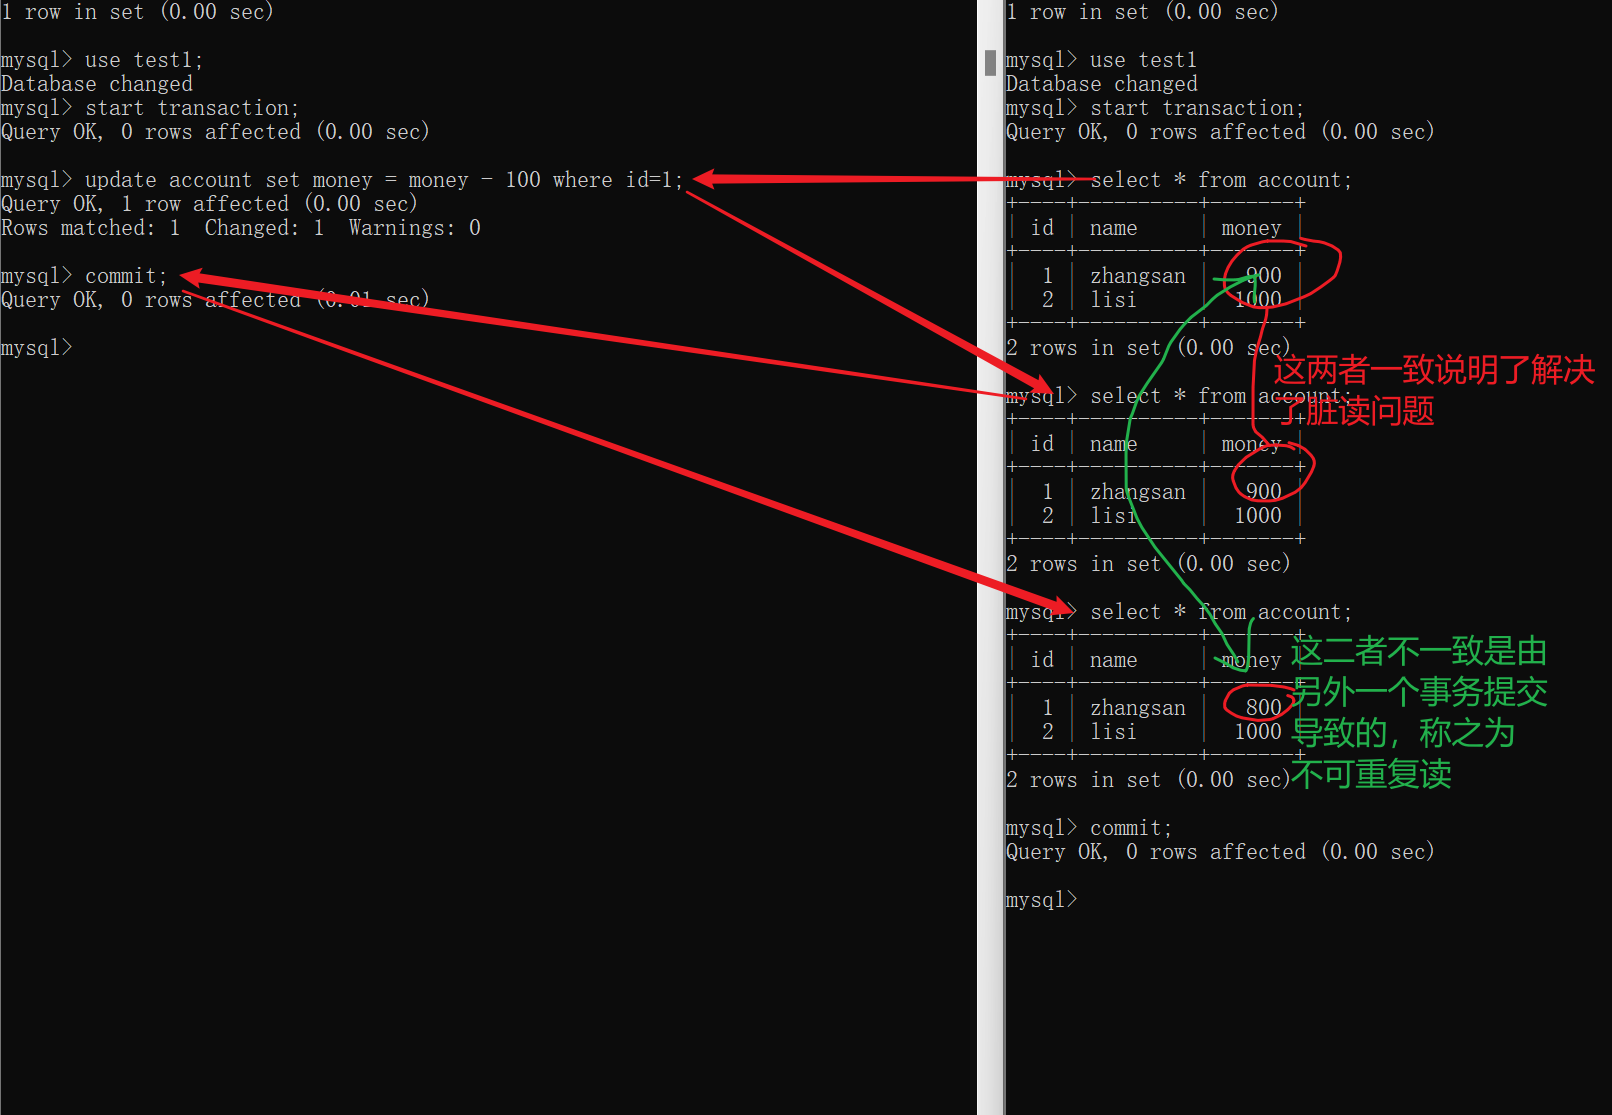 1 row in set (0.00 sec)
mysql> use test1;
Database changed
mysql> start transaction;
Query OK, 0 rows affected (0.00 sec)
mysql> update account set money = money - 100 where id=1;
Query OK, 1 row affected (0.00 sec)
Rows matched: 1  Changed: 1  Warnings: 0
mysql> commit;
Query OK, 0 rows affected (0.01 sec)
mysql>
1 row in set (0.00 sec)
mysql> use test1
Database changed
mysql> start transaction;
Query OK, 0 rows affected (0.00 sec)
mysql> select * from account;
+----+----------+-------+
| id | name     | money |
+----+----------+-------+
|  1 | zhangsan |   900 |
|  2 | lisi     |  1000 |
+----+----------+-------+
2 rows in set (0.00 sec)
这两者一致说明了解决
了脏读问题
mysql> select * from account;
+----+----------+-------+
| id | name     | money |
+----+----------+-------+
|  1 | zhangsan |   900 |
|  2 | lisi     |  1000 |
+----+----------+-------+
2 rows in set (0.00 sec)
mysql> select * from account;
+----+----------+-------+
| id | name     | money |
+----+----------+-------+
|  1 | zhangsan |   800 |
|  2 | lisi     |  1000 |
+----+----------+-------+
2 rows in set (0.00 sec)
这二者不一致是由
另外一个事务提交
导致的，称之为
不可重复读
mysql> commit;
Query OK, 0 rows affected (0.00 sec)
mysql>